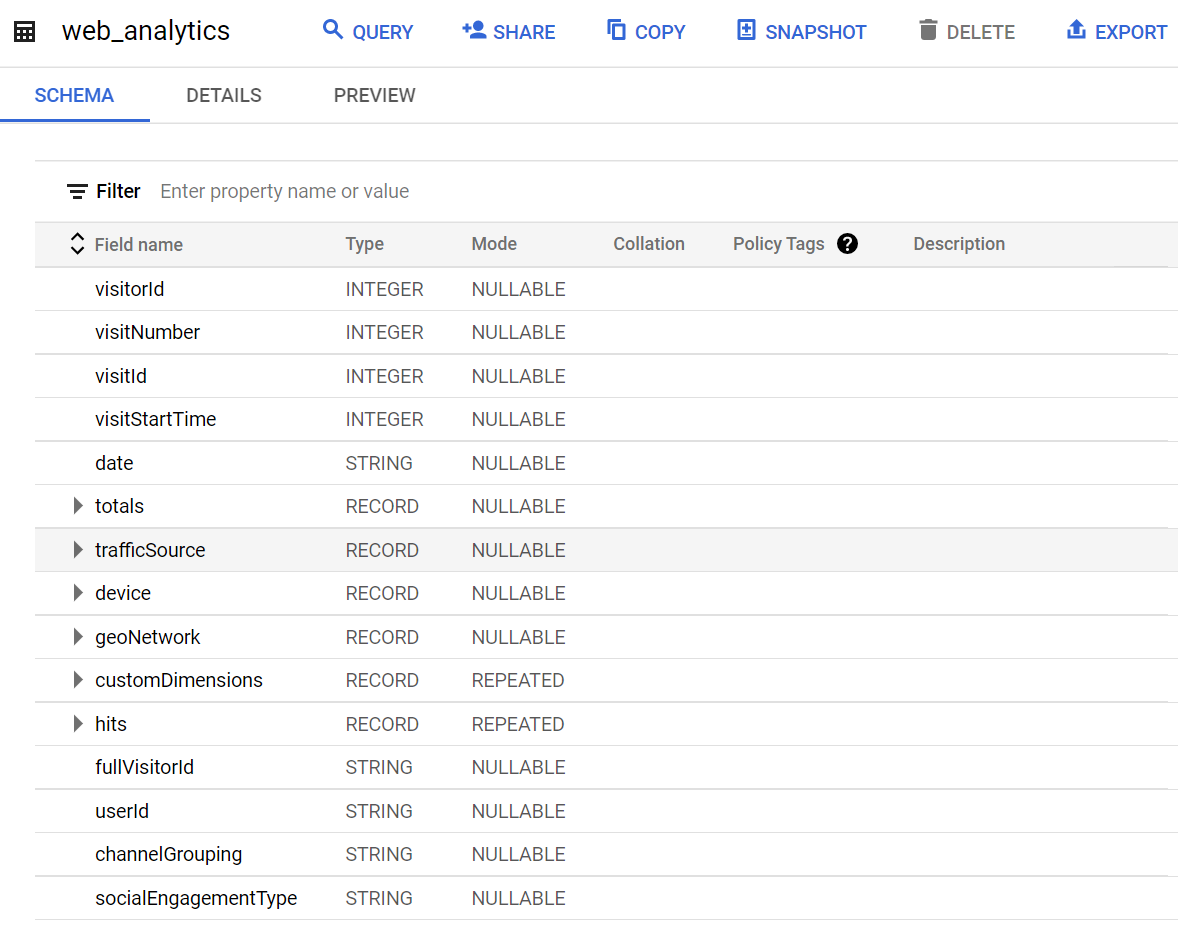 web_analytics QUERY SHARE COPY SNAPSHOT DELETE EXPORT
SCHEMA DETAILS PREVIEW
Filter Enter property name or value
Field name Type Mode Collation Policy Tags ? Description
visitorId INTEGER NULLABLE
visitNumber INTEGER NULLABLE
visitId INTEGER NULLABLE
visitStartTime INTEGER NULLABLE
date STRING NULLABLE
totals RECORD NULLABLE
trafficSource RECORD NULLABLE
device RECORD NULLABLE
geoNetwork RECORD NULLABLE
customDimensions RECORD REPEATED
hits RECORD REPEATED
fullVisitorId STRING NULLABLE
userId STRING NULLABLE
channelGrouping STRING NULLABLE
socialEngagementType STRING NULLABLE